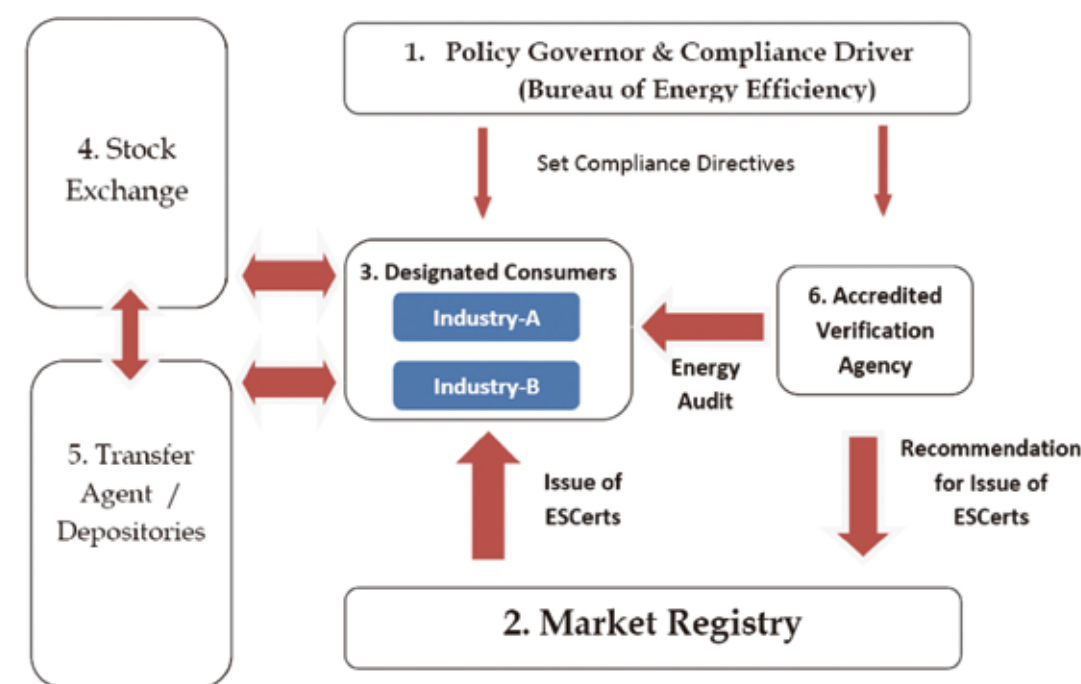 1. Policy Governor & Compliance Driver
(Bureau of Energy Efficiency)
4. Stock
Exchange
Set Compliance Directives
3. Designated Consumers
Industry-A
Industry-B
6. Accredited
Verification
Agency
Energy
Audit
5. Transfer
Agent /
Depositories
Issue of
ESCerts
Recommendation
for Issue of
ESCerts
2. Market Registry